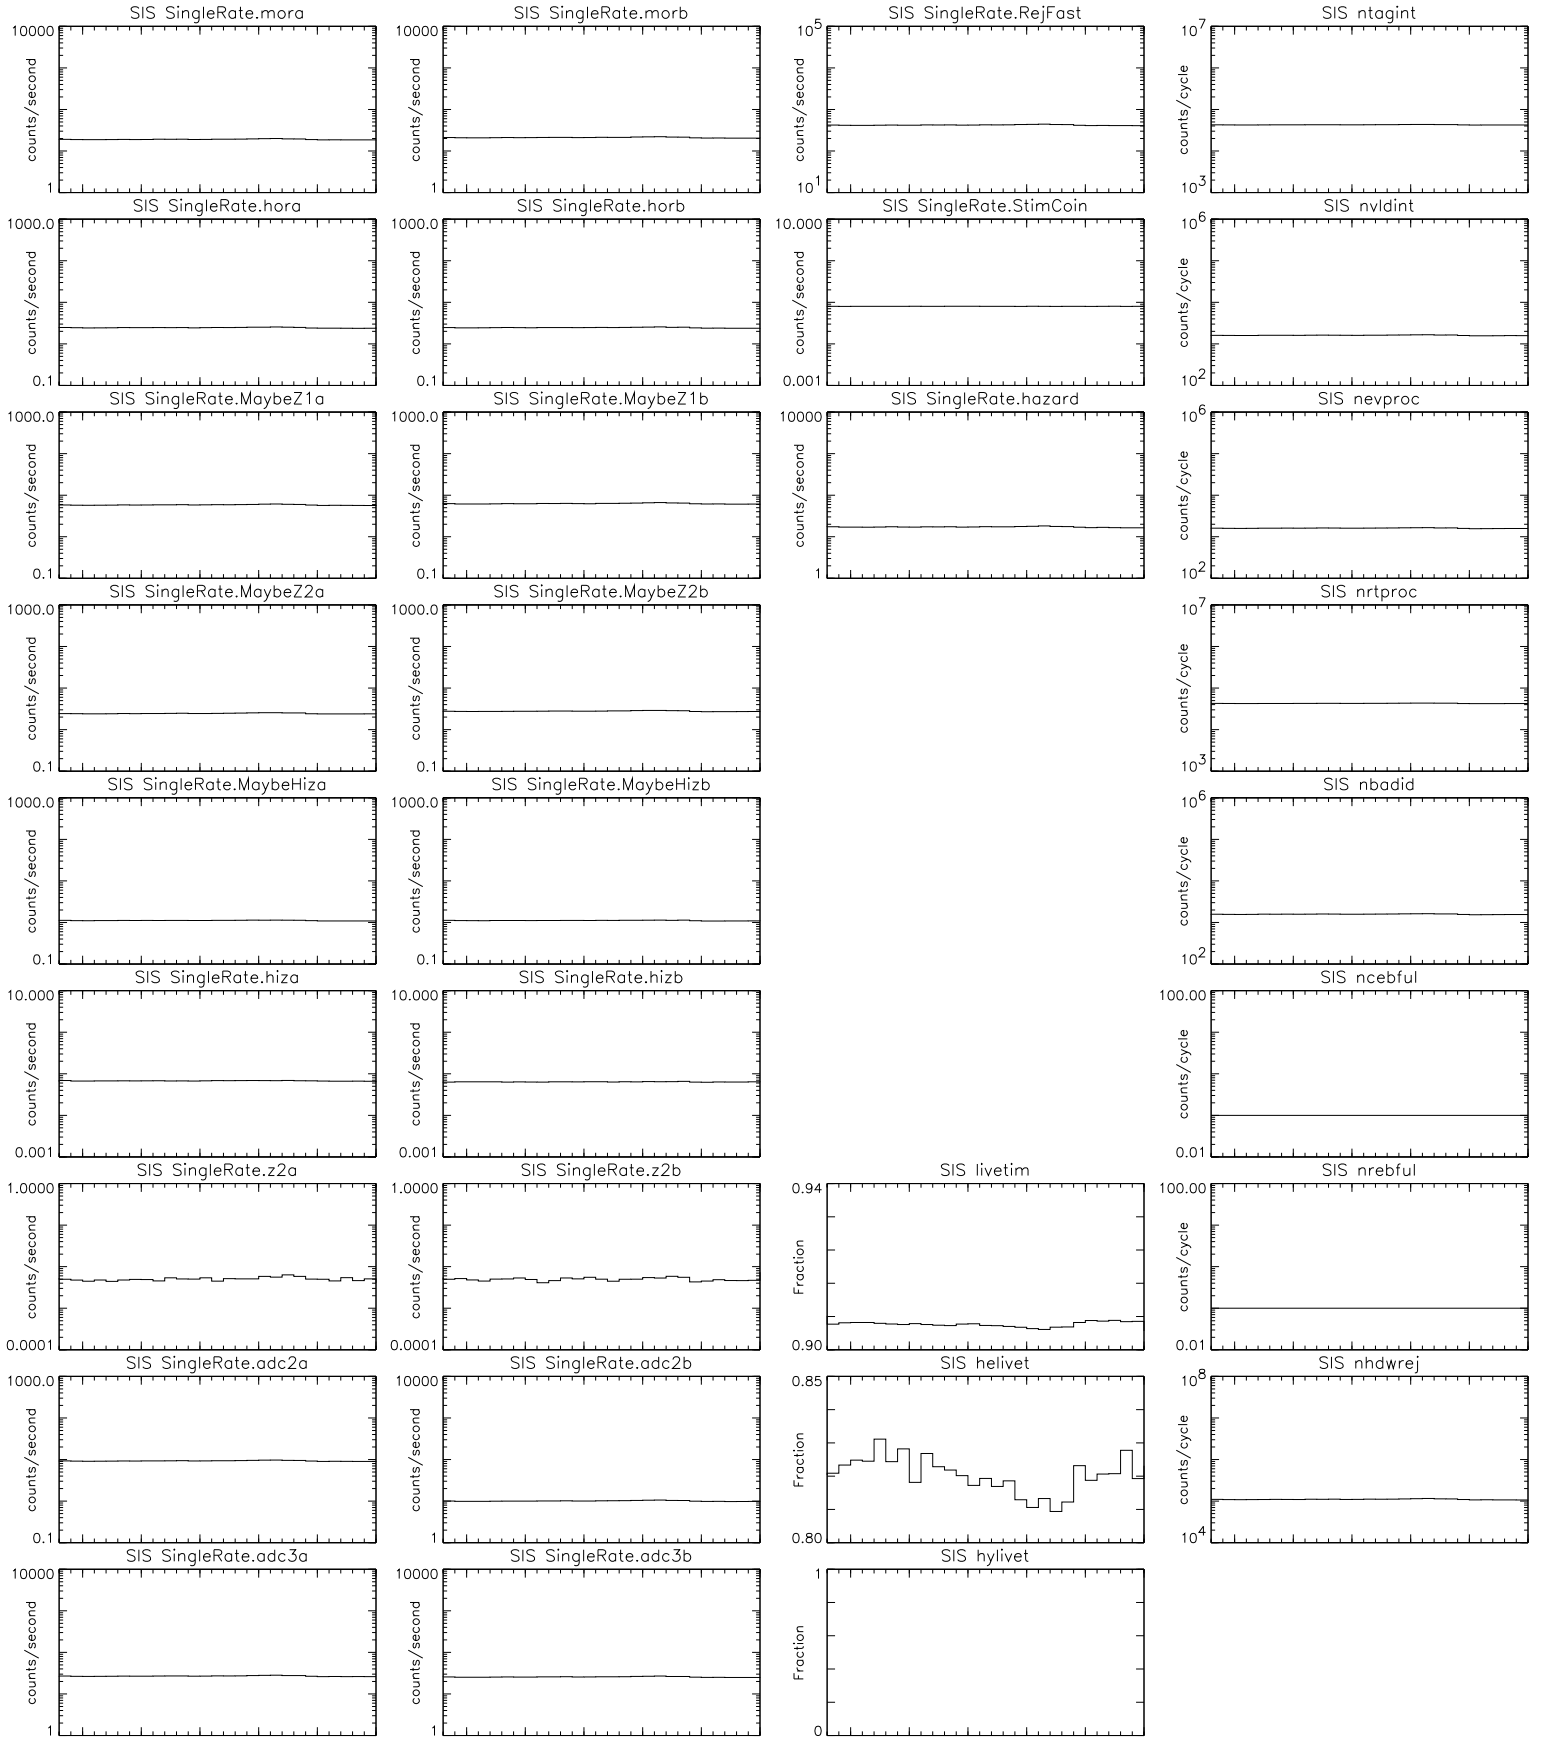 SIS SingleRate.mora
10000
counts/second
1
SIS SingleRate.morb
10000
counts/second
1
SIS SingleRate.RejFast
10^5
counts/second
10^1
SIS ntagint
10^7
counts/cycle
10^3
SIS SingleRate.hora
1000.0
counts/second
0.1
SIS SingleRate.horb
1000.0
counts/second
0.1
SIS SingleRate.StimCoin
10.000
counts/second
0.001
SIS nvldint
10^6
counts/cycle
10^2
SIS SingleRate.MaybeZ1a
1000.0
counts/second
0.1
SIS SingleRate.MaybeZ1b
1000.0
counts/second
0.1
SIS SingleRate.hazard
10000
counts/second
1
SIS nevproc
10^6
counts/cycle
10^2
SIS SingleRate.MaybeZ2a
1000.0
counts/second
0.1
SIS SingleRate.MaybeZ2b
1000.0
counts/second
0.1
SIS nrtproc
10^7
counts/cycle
10^3
SIS SingleRate.MaybeHiza
1000.0
counts/second
0.1
SIS SingleRate.MaybeHizb
1000.0
counts/second
0.1
SIS nbadid
10^6
counts/cycle
10^2
SIS SingleRate.hiza
10.000
counts/second
0.001
SIS SingleRate.hizb
10.000
counts/second
0.001
SIS ncebful
100.00
counts/cycle
0.01
SIS SingleRate.z2a
1.0000
counts/second
0.0001
SIS SingleRate.z2b
1.0000
counts/second
0.0001
SIS livetim
0.94
Fraction
0.90
SIS nrebful
100.00
counts/cycle
0.01
SIS SingleRate.adc2a
1000.0
counts/second
0.1
SIS SingleRate.adc2b
10000
counts/second
1
SIS helivet
0.85
Fraction
0.80
SIS nhdwrej
10^8
counts/cycle
10^4
SIS SingleRate.adc3a
10000
counts/second
1
SIS SingleRate.adc3b
10000
counts/second
1
SIS hylivet
1
Fraction
0